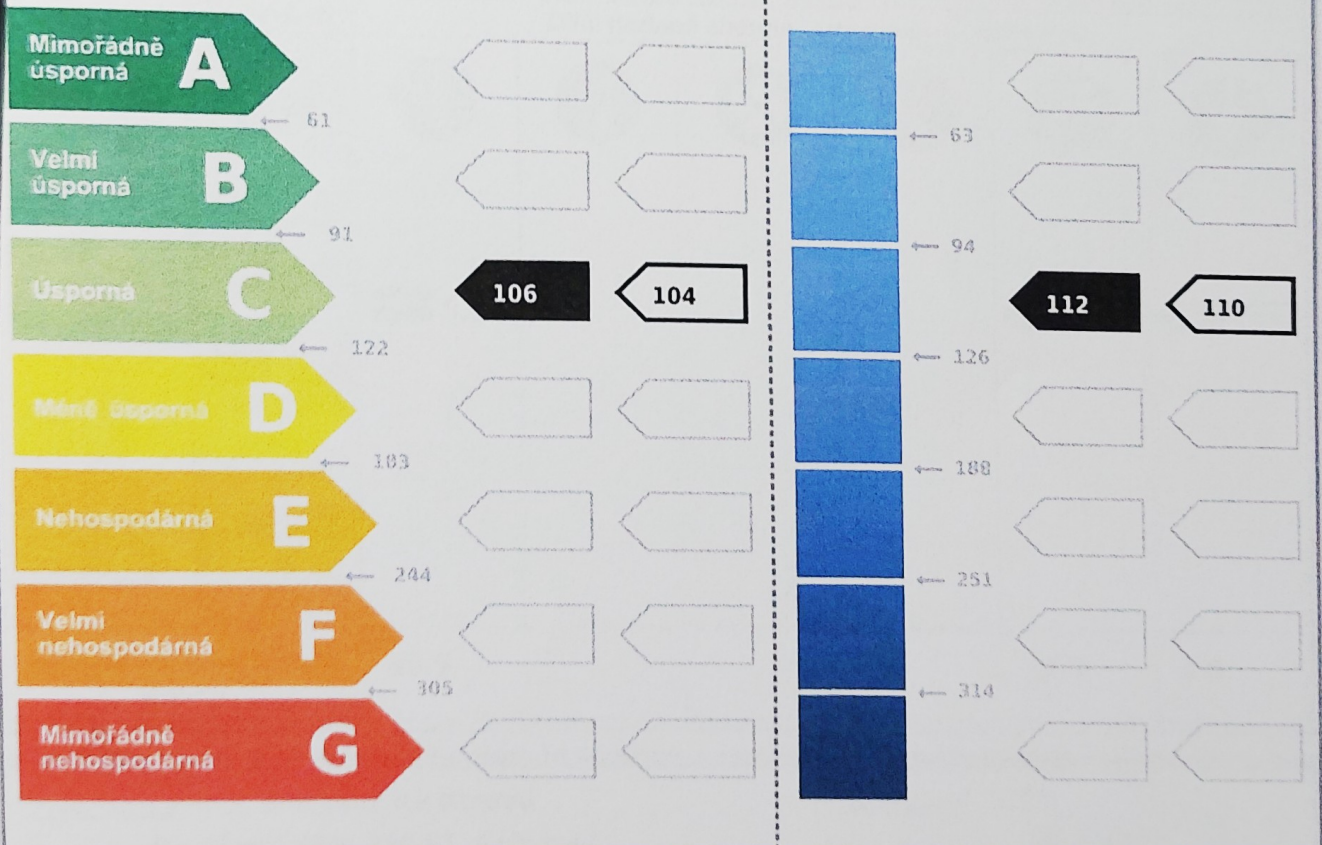 Mimořádně
úsporná
A
61
63
Velmi
úsporná
B
91
94
Úsporná
C
106
104
112
110
122
126
Méně úsporná
D
183
188
Nehospodárná
E
244
251
Velmi
nehospodárná
F
305
314
Mimořádně
nehospodárná
G